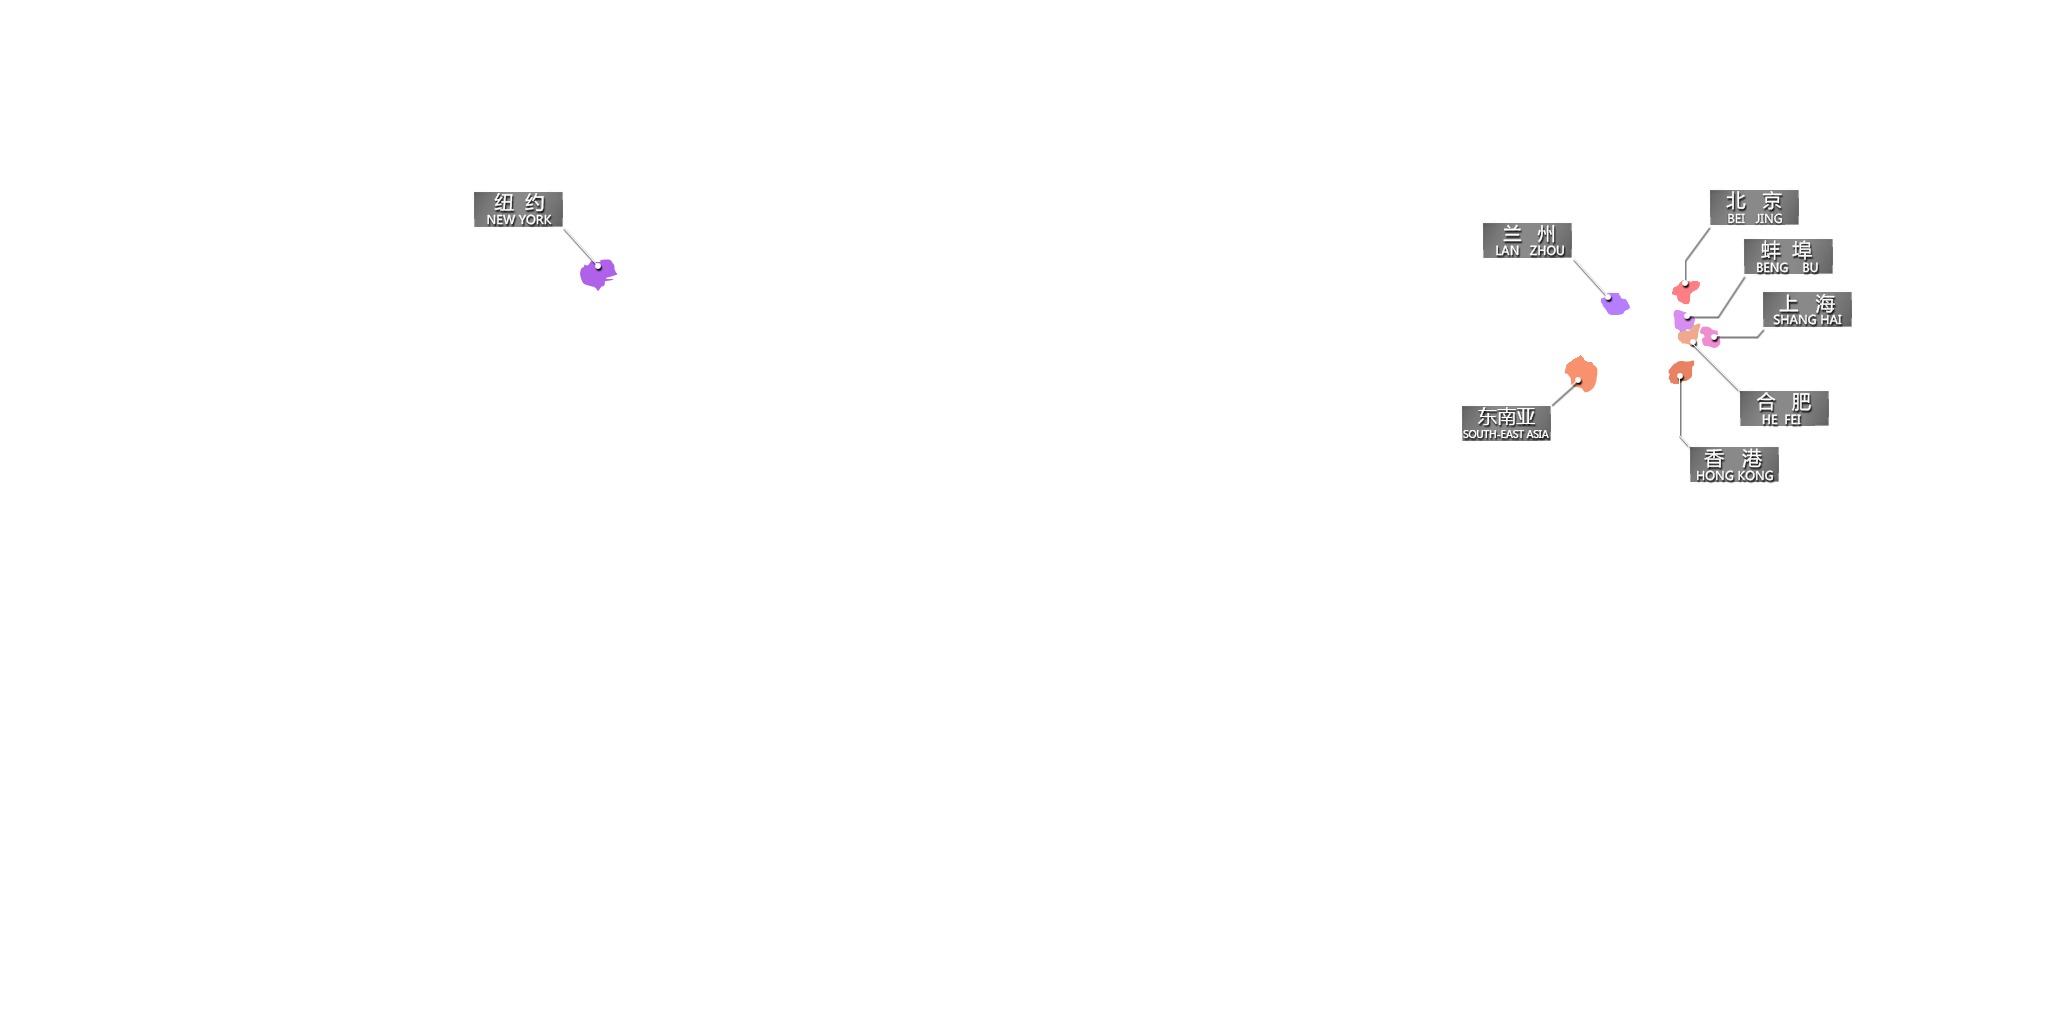 纽 约
NEW YORK
北 京
BEI JING
兰 州
LAN ZHOU
蚌 埠
BENG BU
上 海
SHANG HAI
东南亚
SOUTH-EAST ASIA
合 肥
HE FEI
香 港
HONG KONG